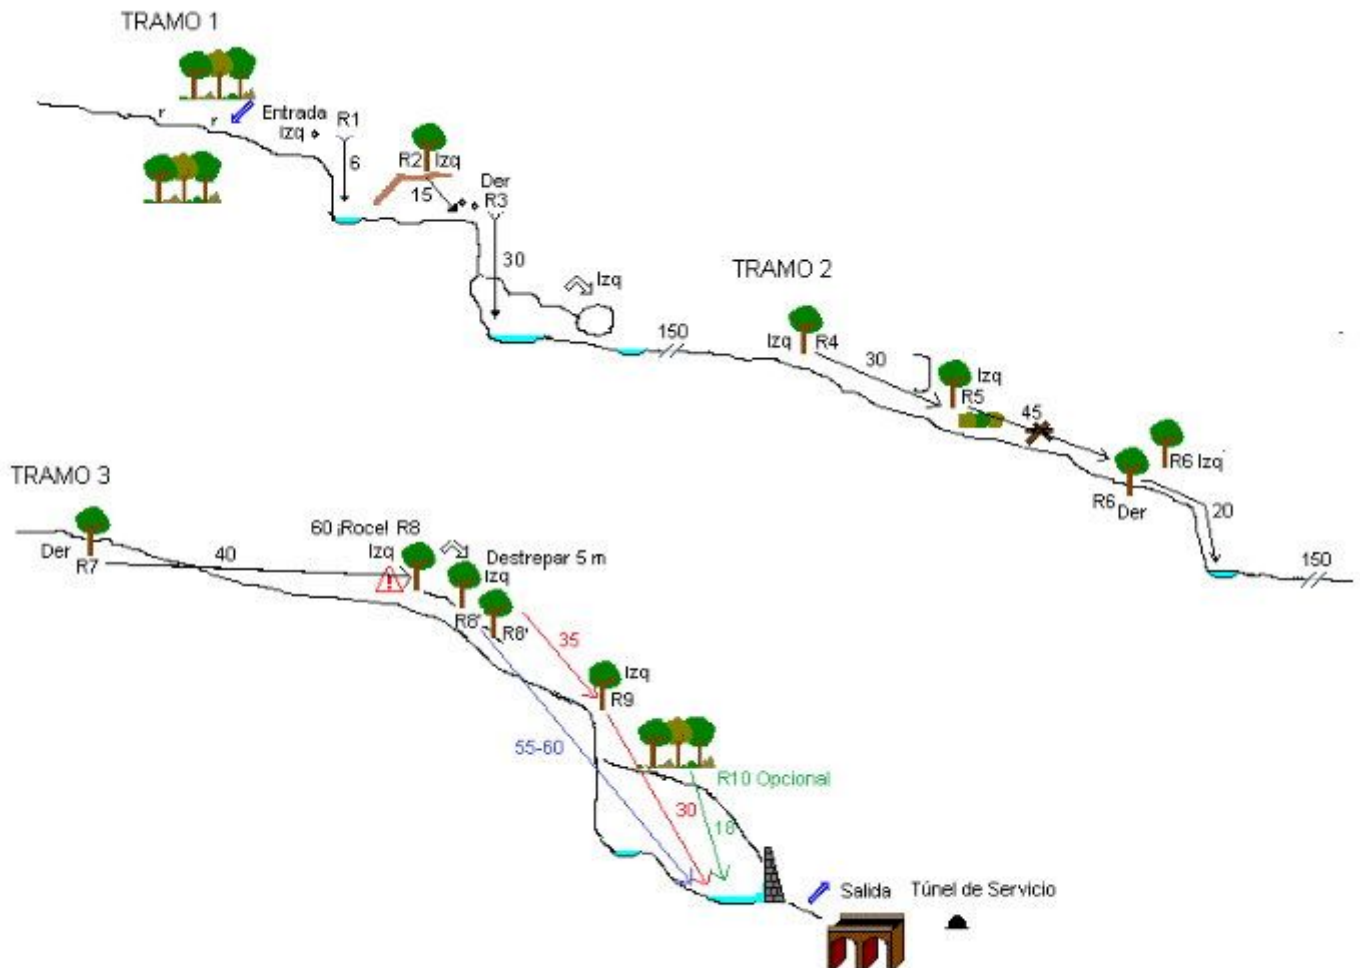 TRAMO 1
r
r
Entrada
Izq
R1
6
R2 Izq
15
Der
R3
30
Izq
150
TRAMO 2
Izq R4
30
Izq
R5
45
R6 Izq
R6
Der
20
150
TRAMO 3
Der
R7
40
60 ¡Roce! R8
Izq
Destrepar 5 m
Izq
R8'
R8'
35
Izq
R9
55-60
R10 Opcional
30
18
Salida
Túnel de Servicio